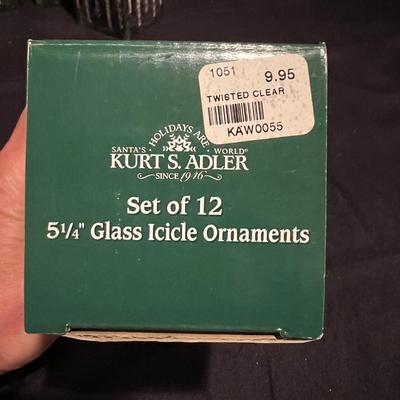 1051 9.95
TWISTED CLEAR
KAW0055
HOLIDAYS ARE
SANTA'S WORLD®
KURT S. ADLER
SINCE 1946
Set of 12
5¼" Glass Icicle Ornaments